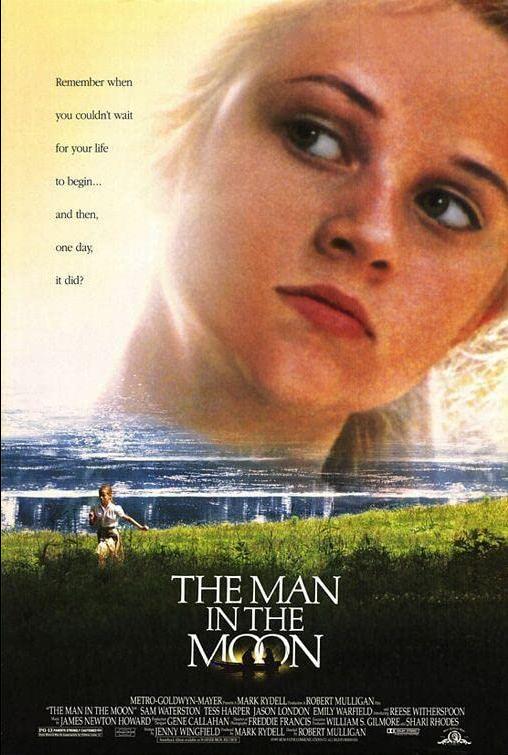 Remember when
you couldn't wait
for your life
to begin...
and then,
one day,
it did?
THE MAN
IN THE
MOON
METRO-GOLDWYN-MAYER MARK RYDELL ROBERT MULLIGAN
"THE MAN IN THE MOON" SAM WATERSTON TESS HARPER JASON LONDON EMILY WARFIELD REESE WITHERSPOON
JAMES NEWTON HOWARD GENE CALLAHAN FREDDIE FRANCIS WILLIAM S. GILMORE SHARI RHODES
PG-13 JENNY WINGFIELD MARK RYDELL ROBERT MULLIGAN